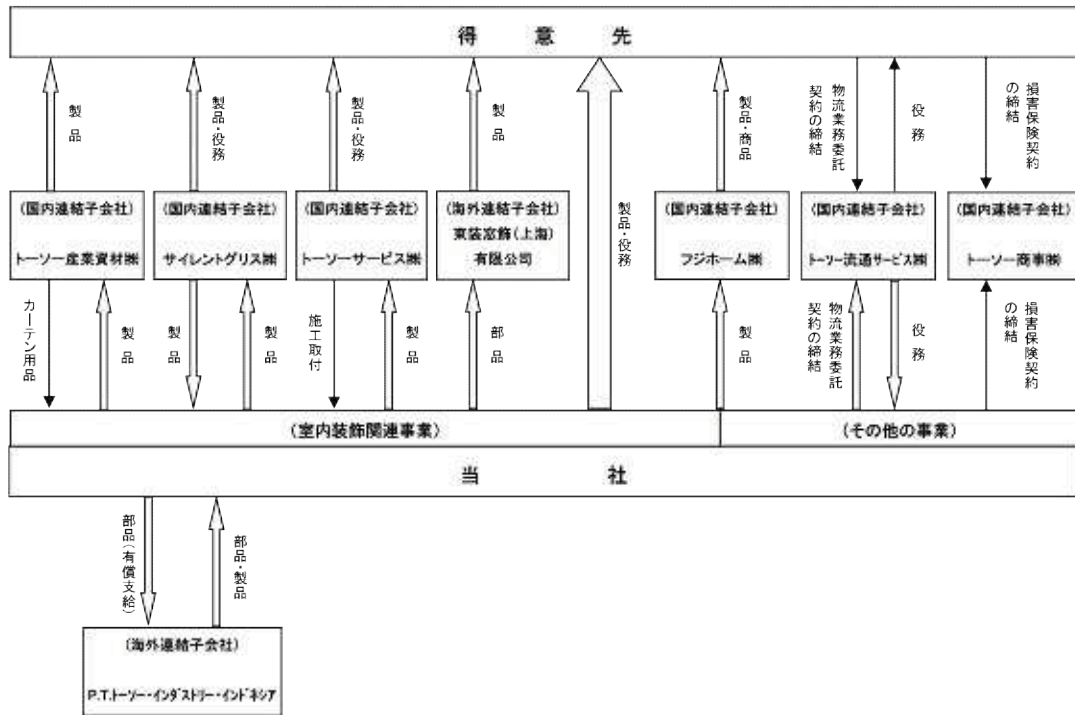 得意先
製品
製品・役務
製品・役務
製品
製品・役務
製品・商品
物流業務委託
契約の締結
役務
損害保険契約
の締結
(国内連結子会社)
トーソー産業資材㈱
(国内連結子会社)
サイレントグリス㈱
(国内連結子会社)
トーソーサービス㈱
(海外連結子会社)
東装窓飾(上海)
有限公司
(国内連結子会社)
フジホーム㈱
(国内連結子会社)
トーソー流通サービス㈱
(国内連結子会社)
トーソー商事㈱
カーテン用品
製品
製品
製品
施工取付
製品
部品
製品
物流業務委託
契約の締結
役務
損害保険契約
の締結
(室内装飾関連事業)
(その他の事業)
当社
部品(有償支給)
部品・製品
(海外連結子会社)
P.T.トーソー・インダストリー・インドネシア